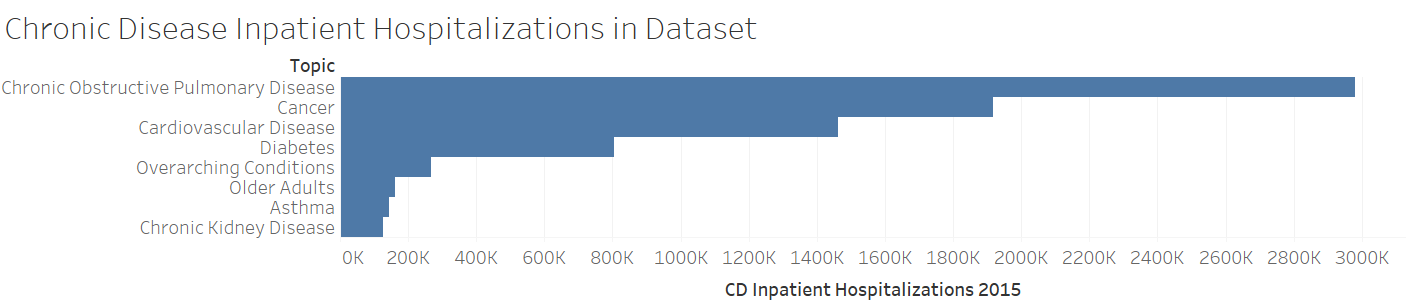 Chronic Disease Inpatient Hospitalizations in Dataset
Topic
Chronic Obstructive Pulmonary Disease
Cancer
Cardiovascular Disease
Diabetes
Overarching Conditions
Older Adults
Asthma
Chronic Kidney Disease
0K 200K 400K 600K 800K 1000K 1200K 1400K 1600K 1800K 2000K 2200K 2400K 2600K 2800K 3000K
CD Inpatient Hospitalizations 2015